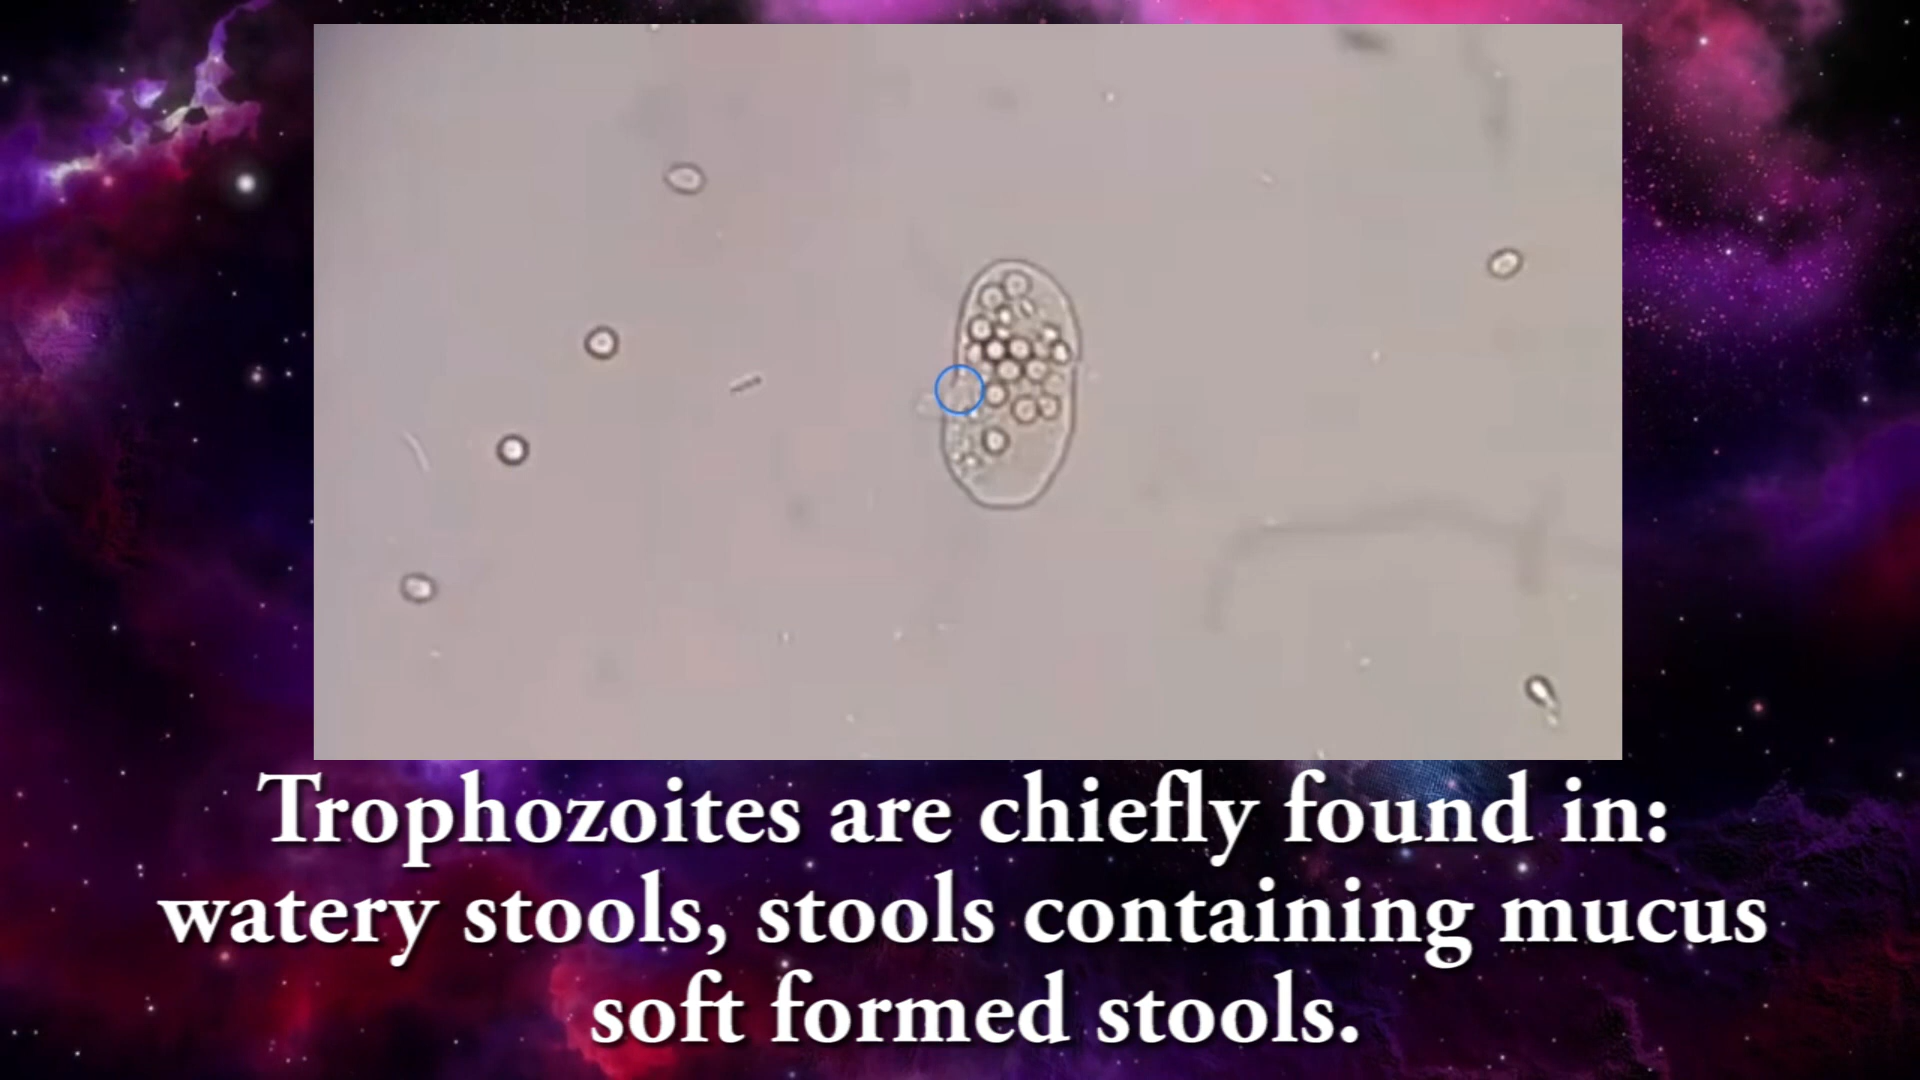 Trophozoites are chiefly found in:
watery stools, stools containing mucus
soft formed stools.